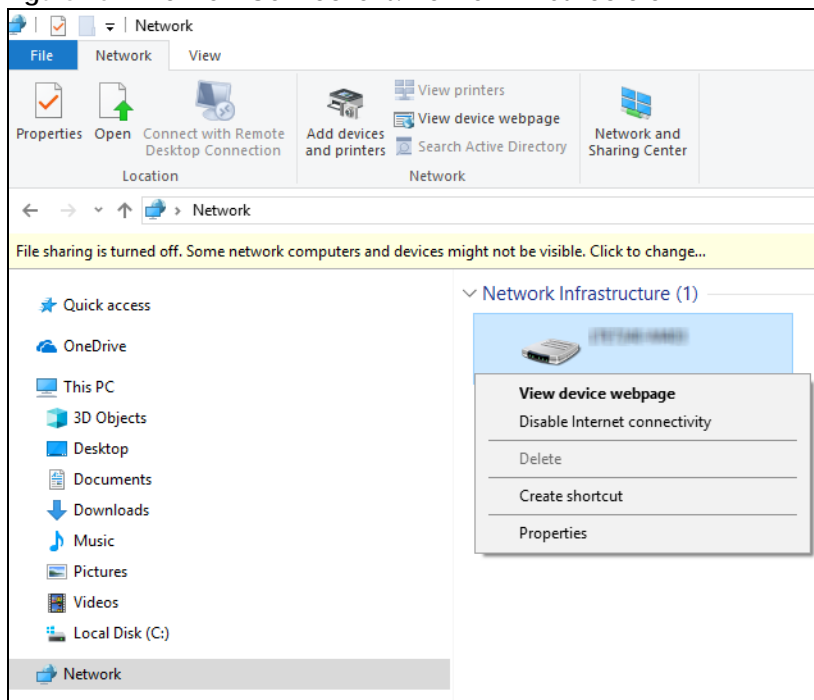 Network
File Network View
View printers
View device webpage
Search Active Directory
Properties Open Connect with Remote Desktop Connection
Add devices and printers
Network and Sharing Center
Location Network
Network
File sharing is turned off. Some network computers and devices might not be visible. Click to change...
Network Infrastructure (1)
Quick access
OneDrive
This PC
3D Objects
Desktop
Documents
Downloads
Music
Pictures
Videos
Local Disk (C:)
Network
View device webpage
Disable Internet connectivity
Delete
Create shortcut
Properties